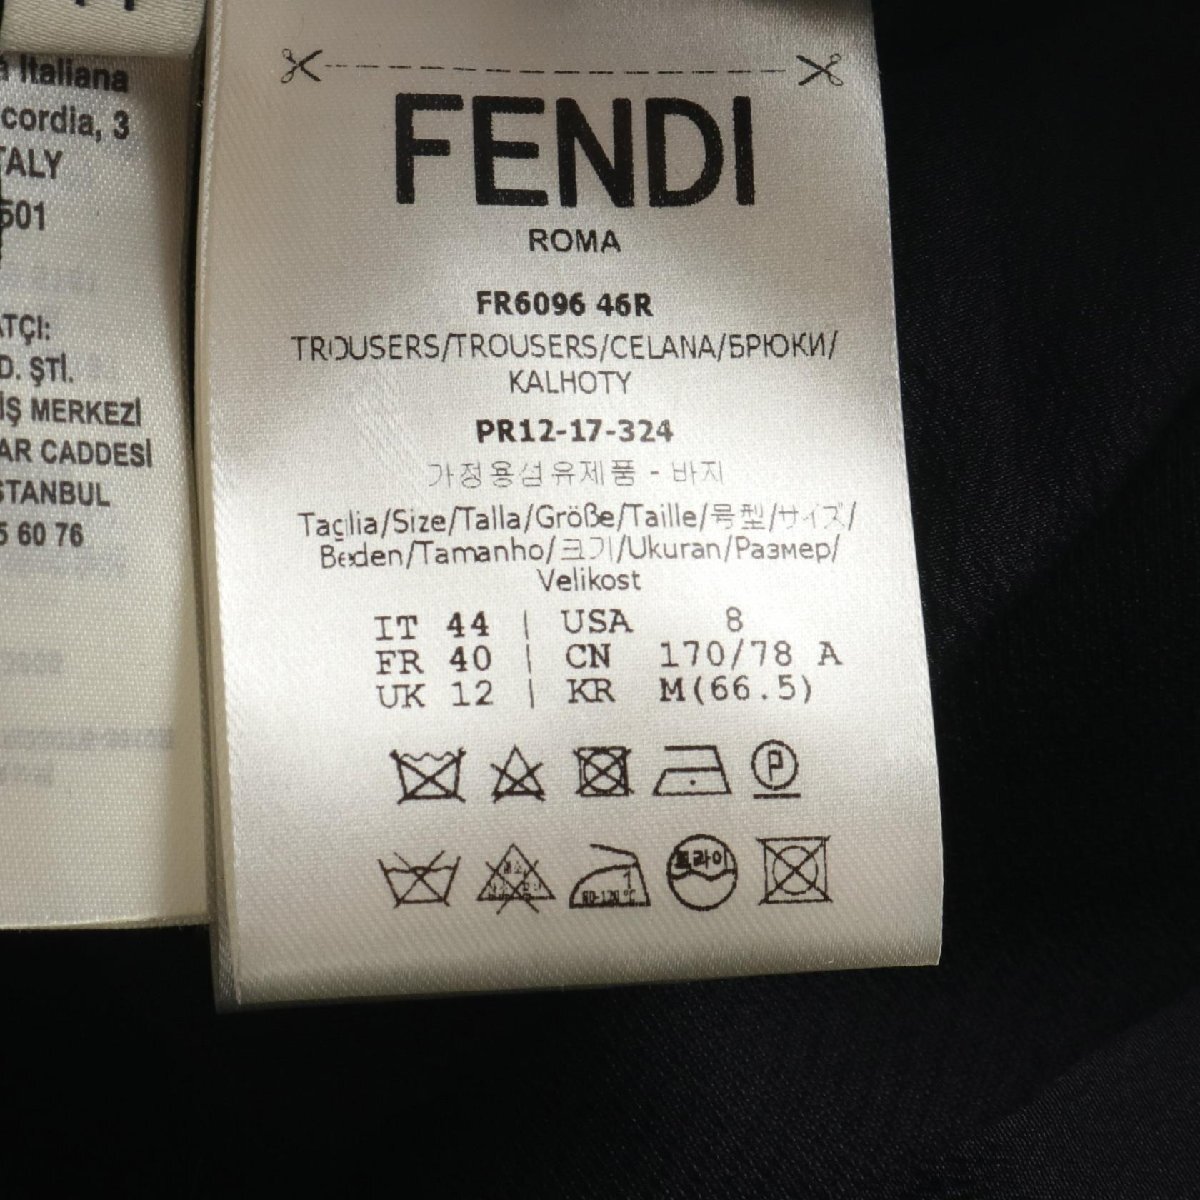 Italiana
cordia, 3
TALY
501
ATÇI:
D. ŞTİ.
İŞ MERKEZİ
AR CADDESİ
STANBUL
5 60 76
FENDI
ROMA
FR6096 46R
TROUSERS/TROUSERS/CELANA/БРЮКИ/
KALHOTY
PR12-17-324
가정용섬유제품 - 바지
Taglia/Size/Talla/Größe/Taille/号型/サイズ/
Beden/Tamanho/크기/Ukuran/Размер/
Velikost
IT 44 | USA 8
FR 40 | CN 170/78 A
UK 12 | KR M(66.5)
P
1
80-120°C
드라이